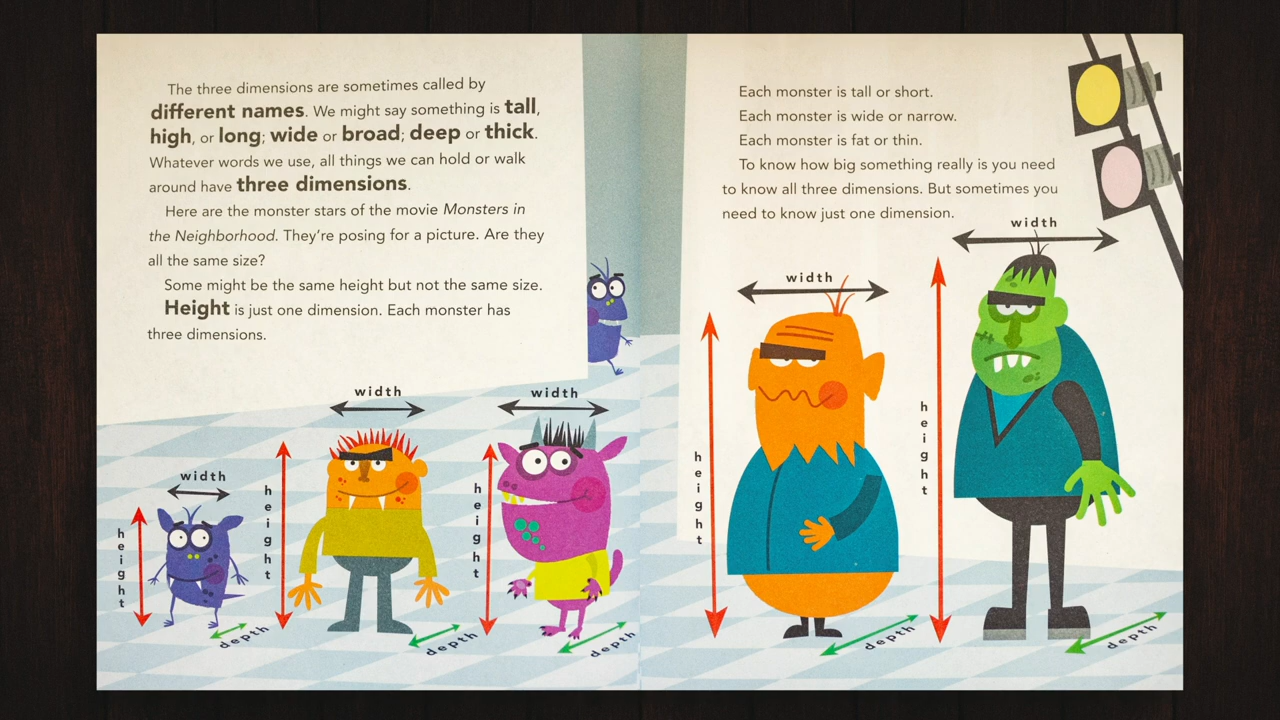 The three dimensions are sometimes called by
different names. We might say something is tall,
high, or long; wide or broad; deep or thick.
Whatever words we use, all things we can hold or walk
around have three dimensions.
Here are the monster stars of the movie Monsters in
the Neighborhood. They're posing for a picture. Are they
all the same size?
Some might be the same height but not the same size.
Height is just one dimension. Each monster has
three dimensions.
width
height
depth
width
height
depth
width
height
depth
Each monster is tall or short.
Each monster is wide or narrow.
Each monster is fat or thin.
To know how big something really is you need
to know all three dimensions. But sometimes you
need to know just one dimension.
width
height
depth
width
height
depth